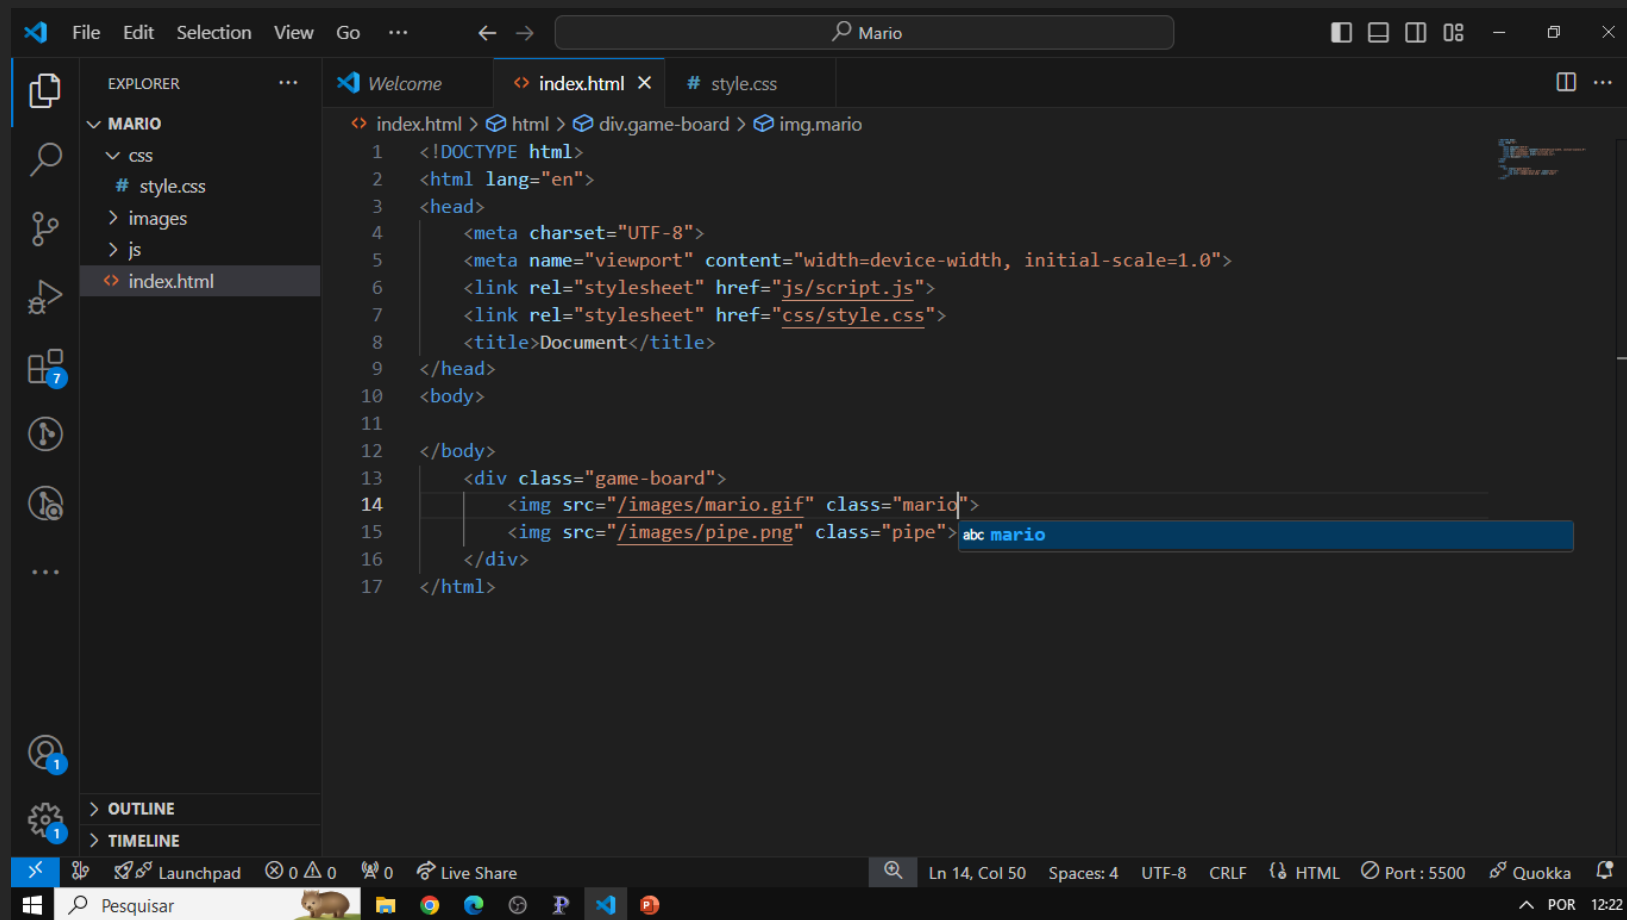 File Edit Selection View Go ··· Mario
EXPLORER ···
Welcome index.html style.css
MARIO
css
style.css
images
js
index.html
index.html > html > div.game-board > img.mario
1 <!DOCTYPE html>
2 <html lang="en">
3 <head>
4 <meta charset="UTF-8">
5 <meta name="viewport" content="width=device-width, initial-scale=1.0">
6 <link rel="stylesheet" href="js/script.js">
7 <link rel="stylesheet" href="css/style.css">
8 <title>Document</title>
9 </head>
10 <body>
11
12 </body>
13 <div class="game-board">
14 <img src="/images/mario.gif" class="mario">
15 <img src="/images/pipe.png" class="pipe">
abc mario
16 </div>
17 </html>
7
1
1
OUTLINE
TIMELINE
Launchpad 0 0 0 Live Share Ln 14, Col 50 Spaces: 4 UTF-8 CRLF HTML Port : 5500 Quokka
Pesquisar POR 12:22